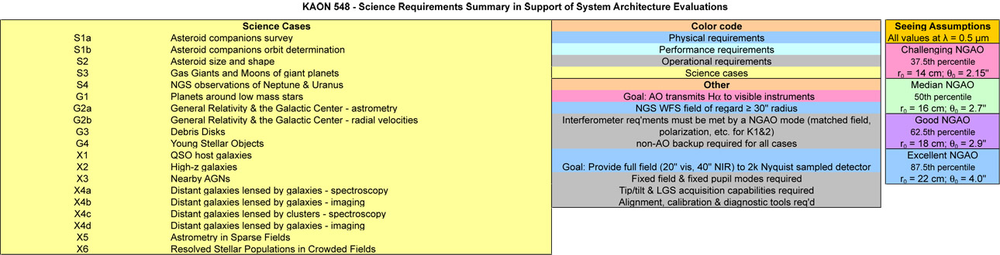 KAON 548 - Science Requirements Summary in Support of System Architecture Evaluations
Science Cases
S1a Asteroid companions survey
S1b Asteroid companions orbit determination
S2 Asteroid size and shape
S3 Gas Giants and Moons of giant planets
S4 NGS observations of Neptune & Uranus
G1 Planets around low mass stars
G2a General Relativity & the Galactic Center - astrometry
G2b General Relativity & the Galactic Center - radial velocities
G3 Debris Disks
G4 Young Stellar Objects
X1 QSO host galaxies
X2 High-z galaxies
X3 Nearby AGNs
X4a Distant galaxies lensed by galaxies - spectroscopy
X4b Distant galaxies lensed by galaxies - imaging
X4c Distant galaxies lensed by clusters - spectroscopy
X4d Distant galaxies lensed by galaxies - imaging
X5 Astrometry in Sparse Fields
X6 Resolved Stellar Populations in Crowded Fields
Color code
Physical requirements
Performance requirements
Operational requirements
Science cases
Other
Goal: AO transmits Hα to visible instruments
NGS WFS field of regard ≥ 30" radius
Interferometer req'ments must be met by a NGAO mode (matched field,
polarization, etc. for K1&2)
non-AO backup required for all cases
Goal: Provide full field (20" vis, 40" NIR) to 2k Nyquist sampled detector
Fixed field & fixed pupil modes required
Tip/tilt & LGS acquisition capabilities required
Alignment, calibration & diagnostic tools req'd
Seeing Assumptions
All values at λ = 0.5 µm
Challenging NGAO
37.5th percentile
r₀ = 14 cm; θ₀ = 2.15"
Median NGAO
50th percentile
r₀ = 16 cm; θ₀ = 2.7"
Good NGAO
62.5th percentile
r₀ = 18 cm; θ₀ = 2.9"
Excellent NGAO
87.5th percentile
r₀ = 22 cm; θ₀ = 4.0"